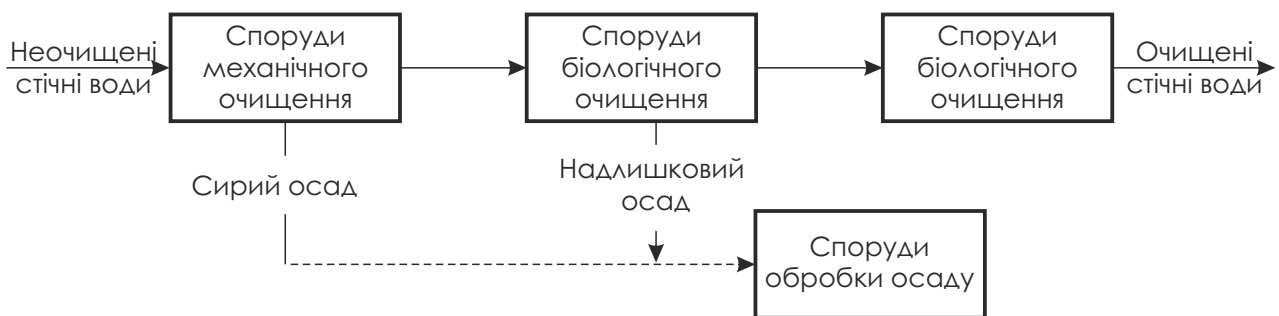 Неочищені
стічні води
Споруди
механічного
очищення
Споруди
біологічного
очищення
Споруди
біологічного
очищення
Очищені
стічні води
Сирий осад
Надлишковий
осад
Споруди
обробки осаду